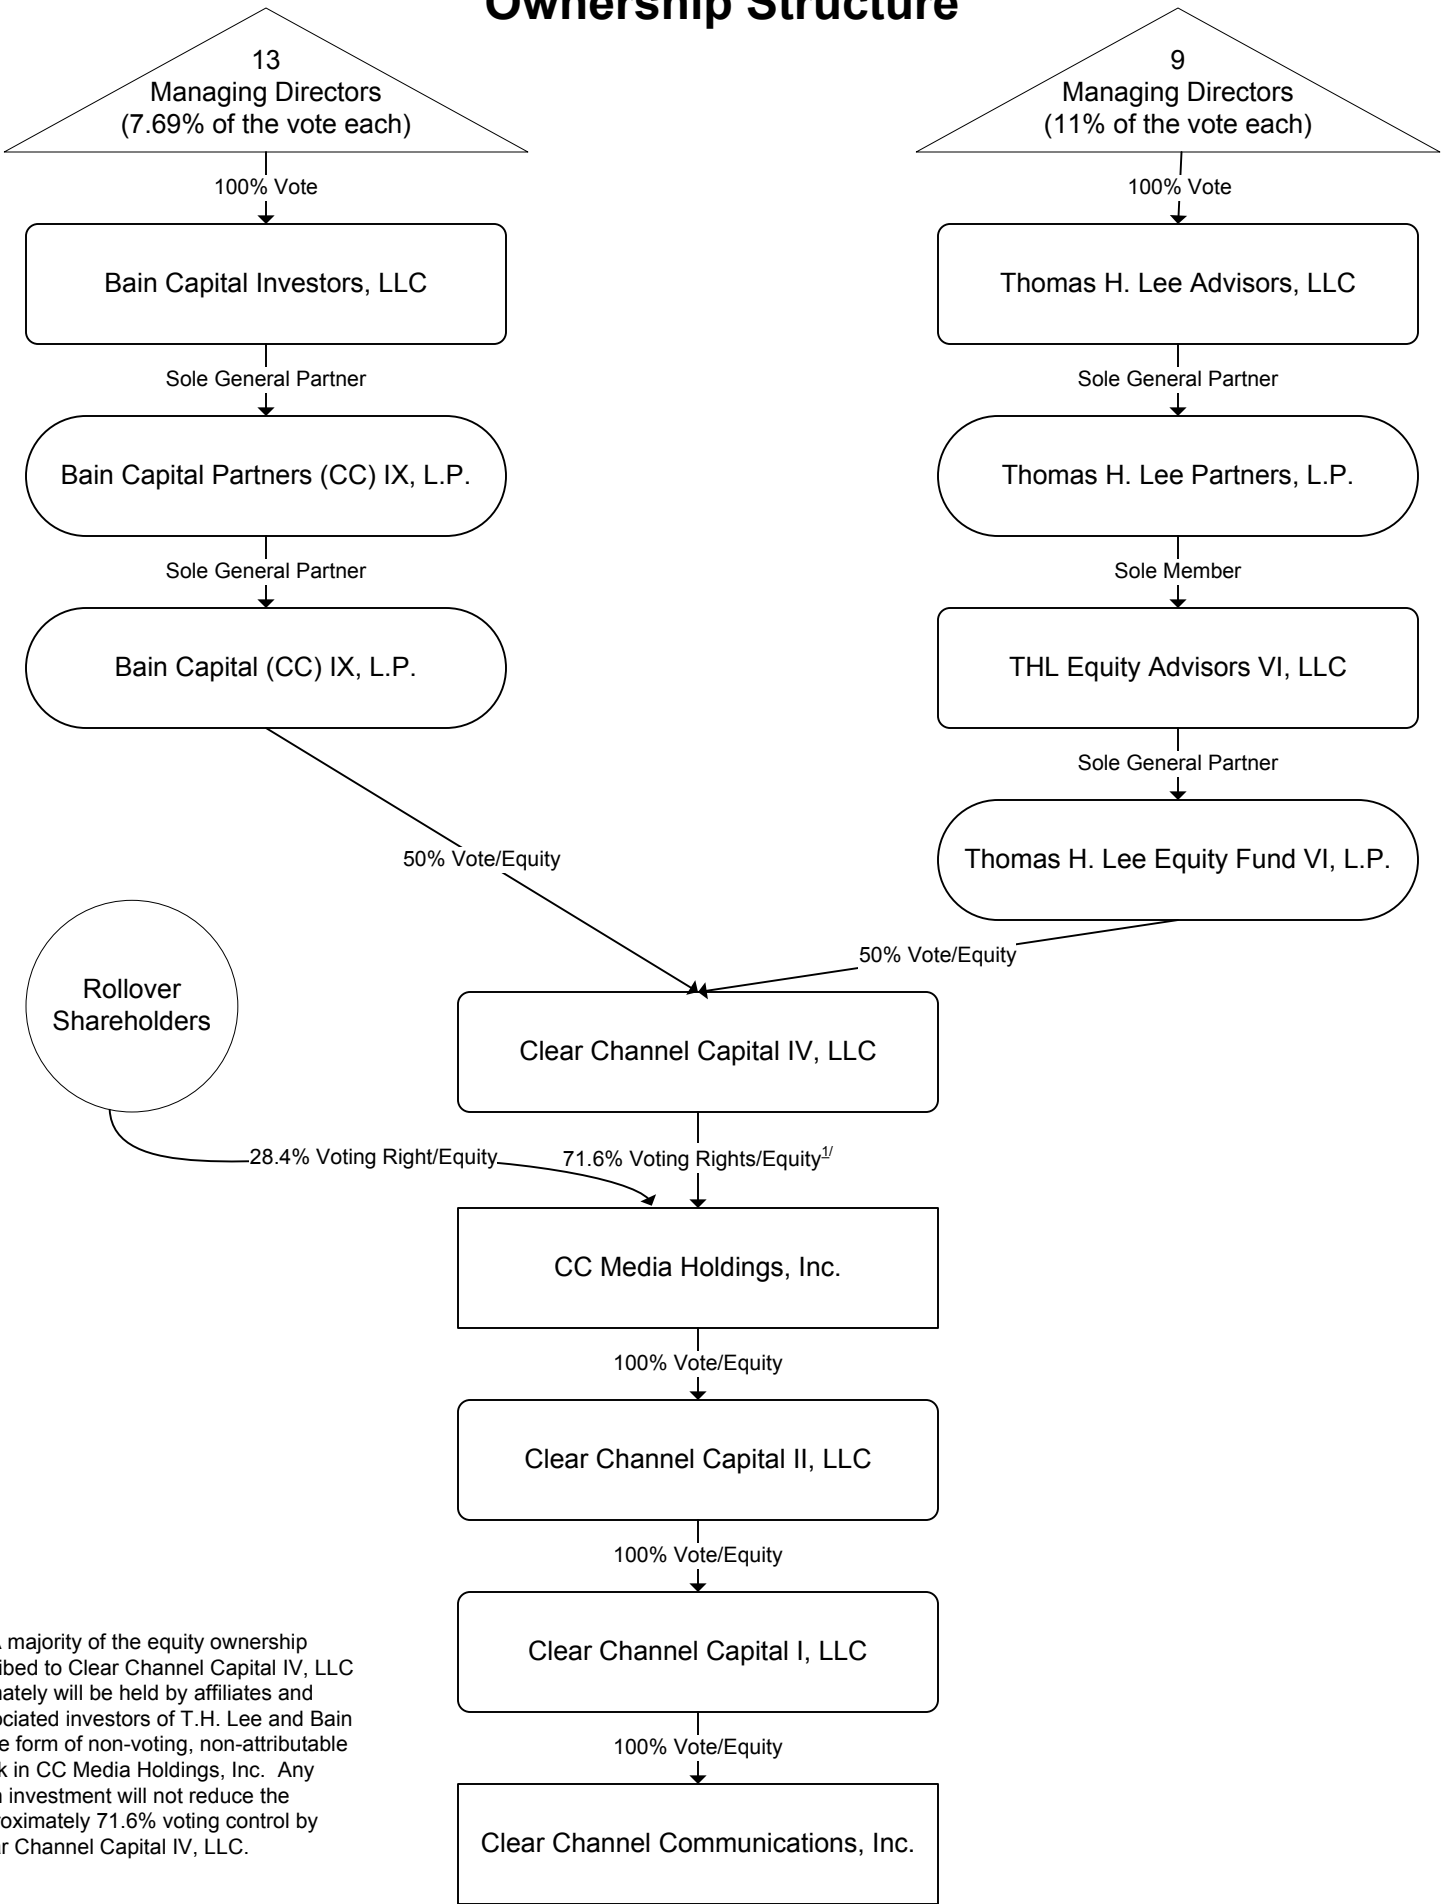 Ownership Structure
13
Managing Directors
(7.69% of the vote each)
9
Managing Directors
(11% of the vote each)
100% Vote
100% Vote
Bain Capital Investors, LLC
Thomas H. Lee Advisors, LLC
Sole General Partner
Sole General Partner
Bain Capital Partners (CC) IX, L.P.
Thomas H. Lee Partners, L.P.
Sole General Partner
Sole Member
Bain Capital (CC) IX, L.P.
THL Equity Advisors VI, LLC
Sole General Partner
50% Vote/Equity
Thomas H. Lee Equity Fund VI, L.P.
50% Vote/Equity
Rollover
Shareholders
Clear Channel Capital IV, LLC
28.4% Voting Right/Equity
71.6% Voting Rights/Equity1/
CC Media Holdings, Inc.
100% Vote/Equity
Clear Channel Capital II, LLC
100% Vote/Equity
Clear Channel Capital I, LLC
100% Vote/Equity
Clear Channel Communications, Inc.
A majority of the equity ownership
to Clear Channel Capital IV, LLC
will be held by affiliates and
investors of T.H. Lee and Bain
form of non-voting, non-attributable
in CC Media Holdings, Inc. Any
investment will not reduce the
71.6% voting control by
Channel Capital IV, LLC.